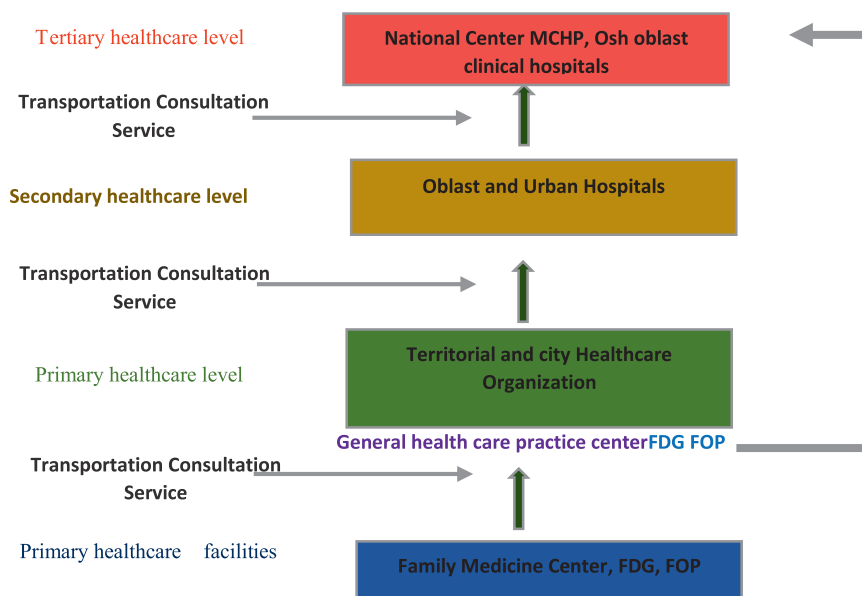 Tertiary healthcare level
National Center MCHP, Osh oblast
clinical hospitals
Transportation Consultation
Service
Secondary healthcare level
Oblast and Urban Hospitals
Transportation Consultation
Service
Territorial and city Healthcare
Organization
Primary healthcare level
General health care practice centerFDG FOP
Transportation Consultation
Service
Primary healthcare facilities
Family Medicine Center, FDG, FOP